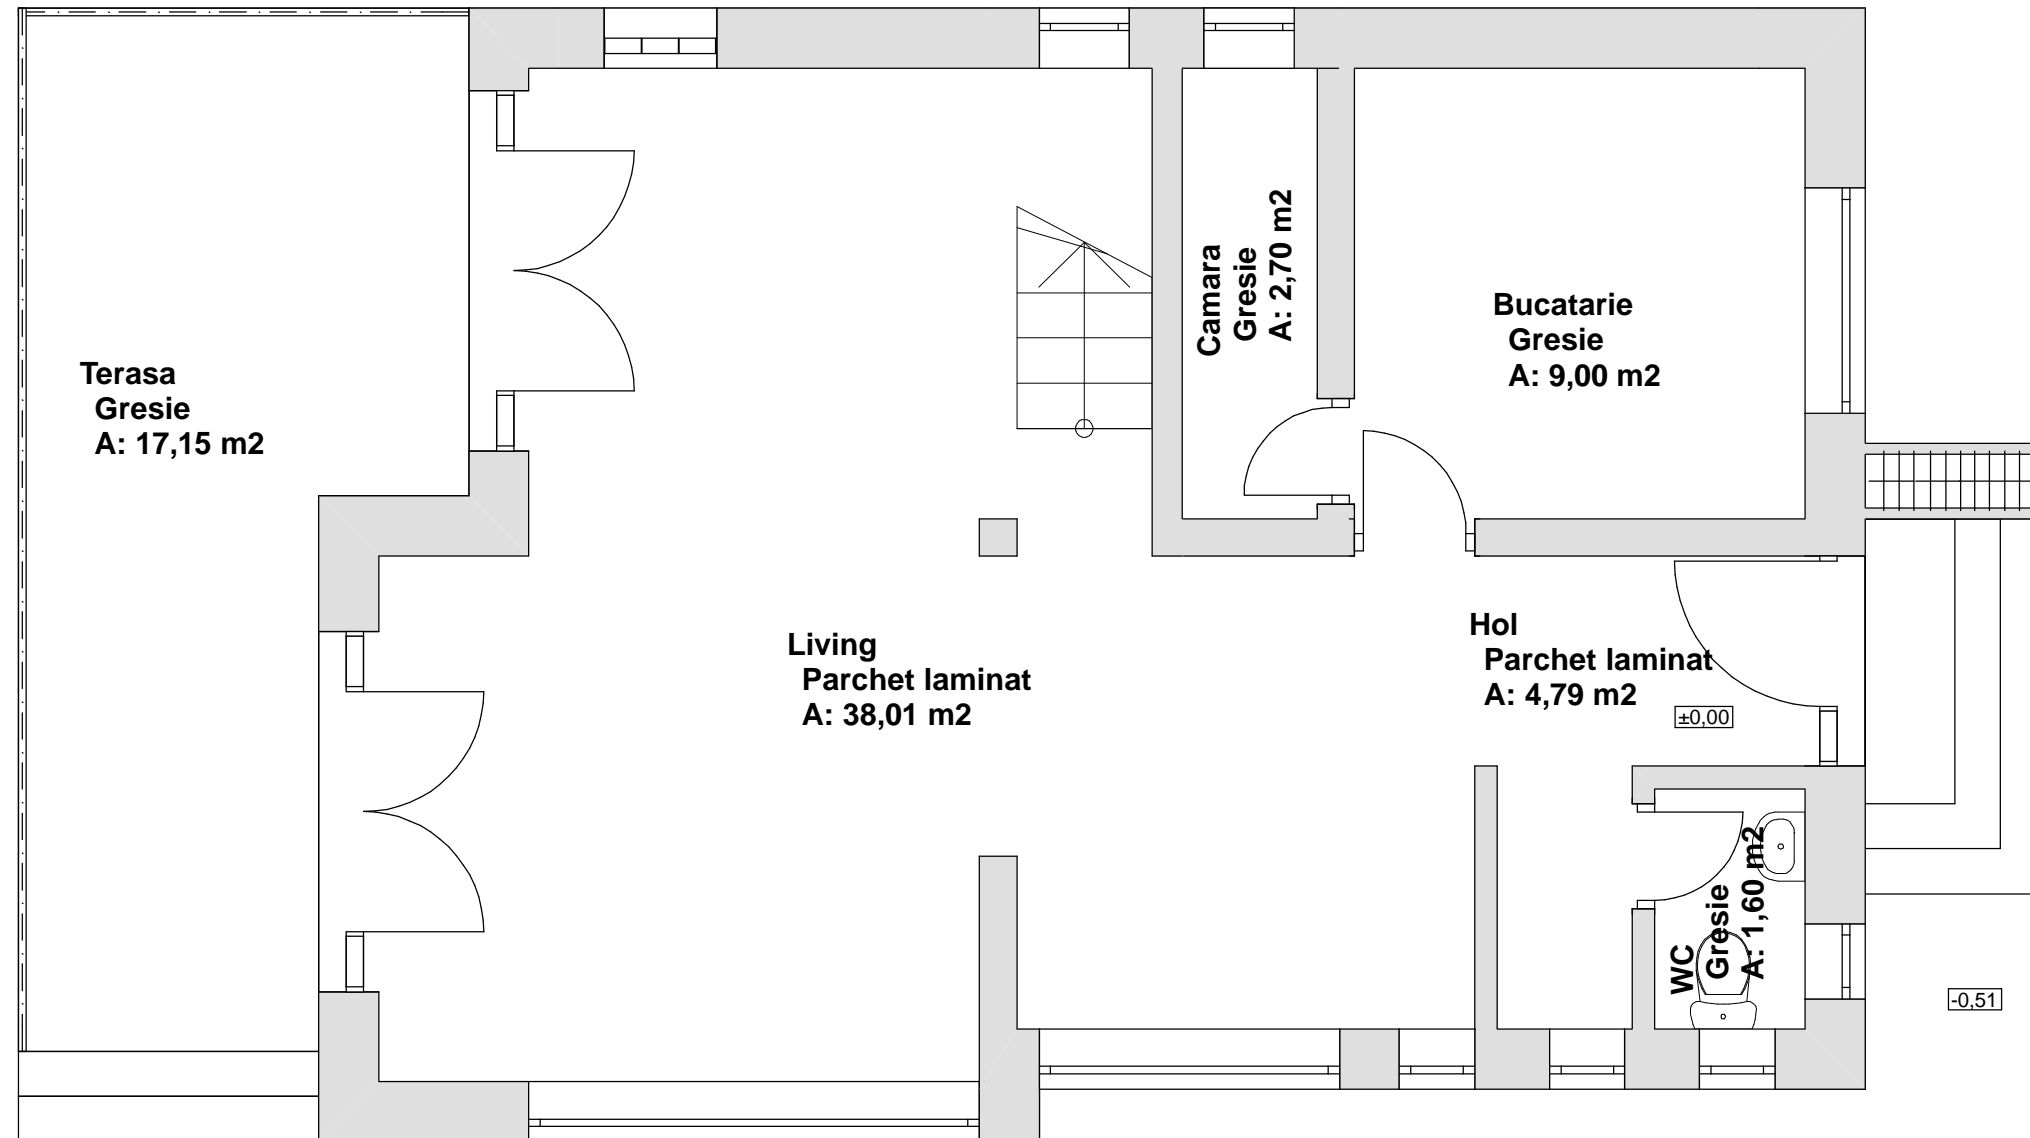 Terasa
Gresie
A: 17,15 m2
Living
Parchet laminat
A: 38,01 m2
Camara
Gresie
A: 2,70 m2
Bucatarie
Gresie
A: 9,00 m2
Hol
Parchet laminat
A: 4,79 m2
±0,00
WC
Gresie
A: 1,60 m2
-0,51